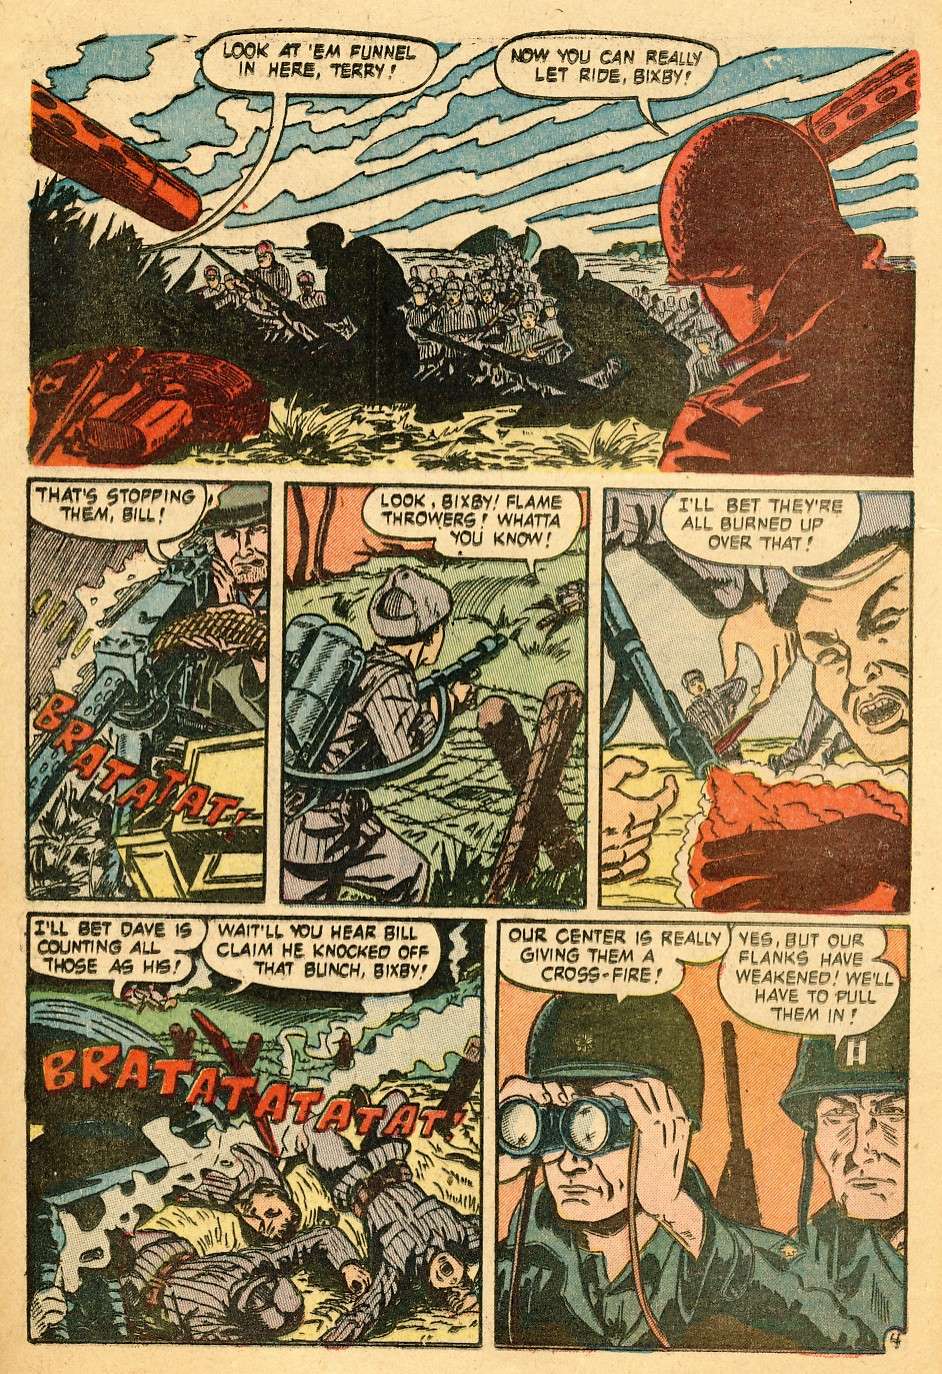 LOOK AT 'EM FUNNEL
IN HERE, TERRY!
NOW YOU CAN REALLY
LET RIDE, BIXBY!
THAT'S STOPPING
THEM, BILL!
BRATATATAT!
LOOK, BIXBY! FLAME
THROWERS! WHATTA
YOU KNOW!
I'LL BET THEY'RE
ALL BURNED UP
OVER THAT!
I'LL BET DAVE IS
COUNTING ALL
THOSE AS HIS!
WAIT'LL YOU HEAR BILL
CLAIM HE KNOCKED OFF
THAT BUNCH, BIXBY!
BRATATATATATAT!
OUR CENTER IS REALLY
GIVING THEM A
CROSS-FIRE!
YES, BUT OUR
FLANKS HAVE
WEAKENED! WE'LL
HAVE TO PULL
THEM IN!
4